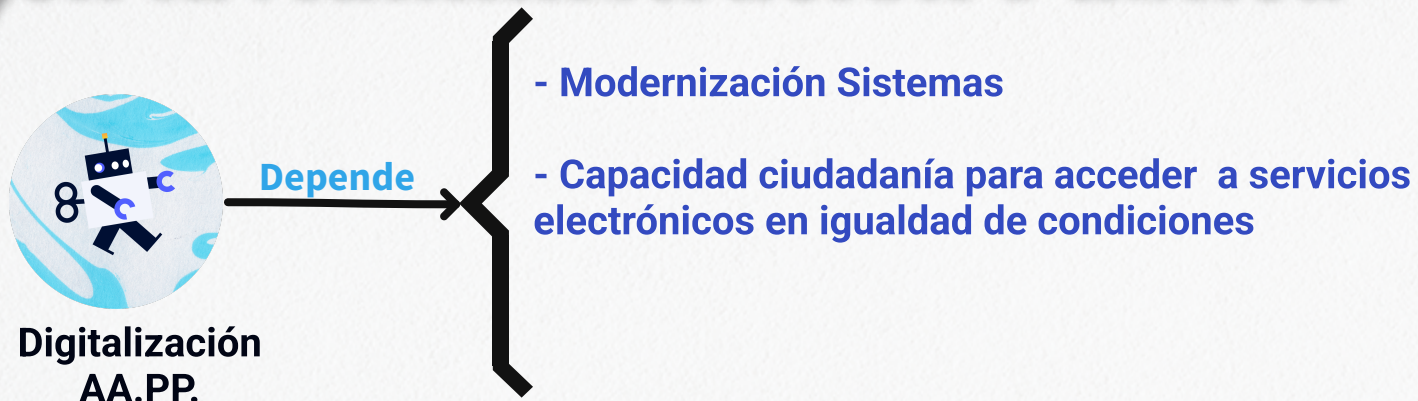 - Modernización Sistemas
Depende
- Capacidad ciudadanía para acceder a servicios
electrónicos en igualdad de condiciones
Digitalización
AA.PP.